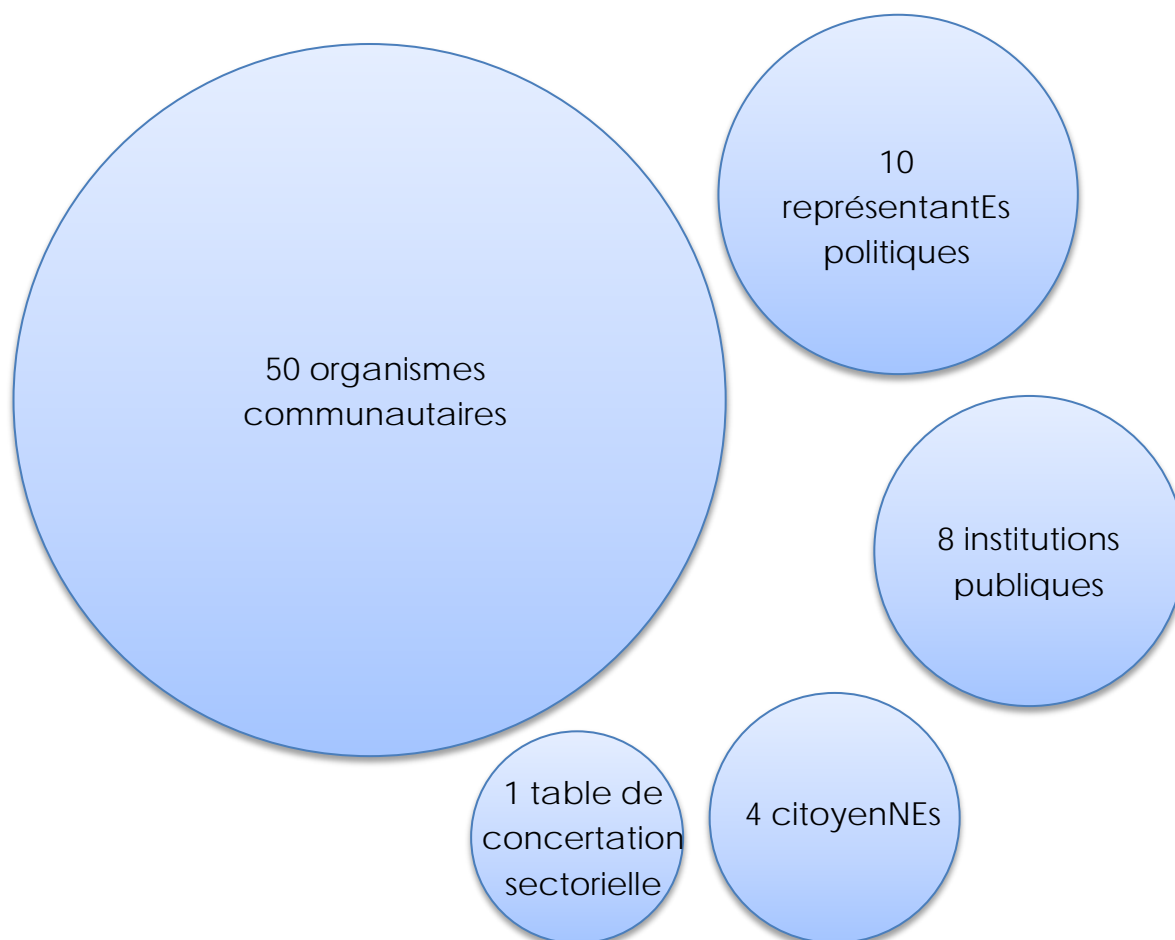 10
représentantEs
politiques
50 organismes
communautaires
8 institutions
publiques
1 table de
concertation
sectorielle
4 citoyenNEs